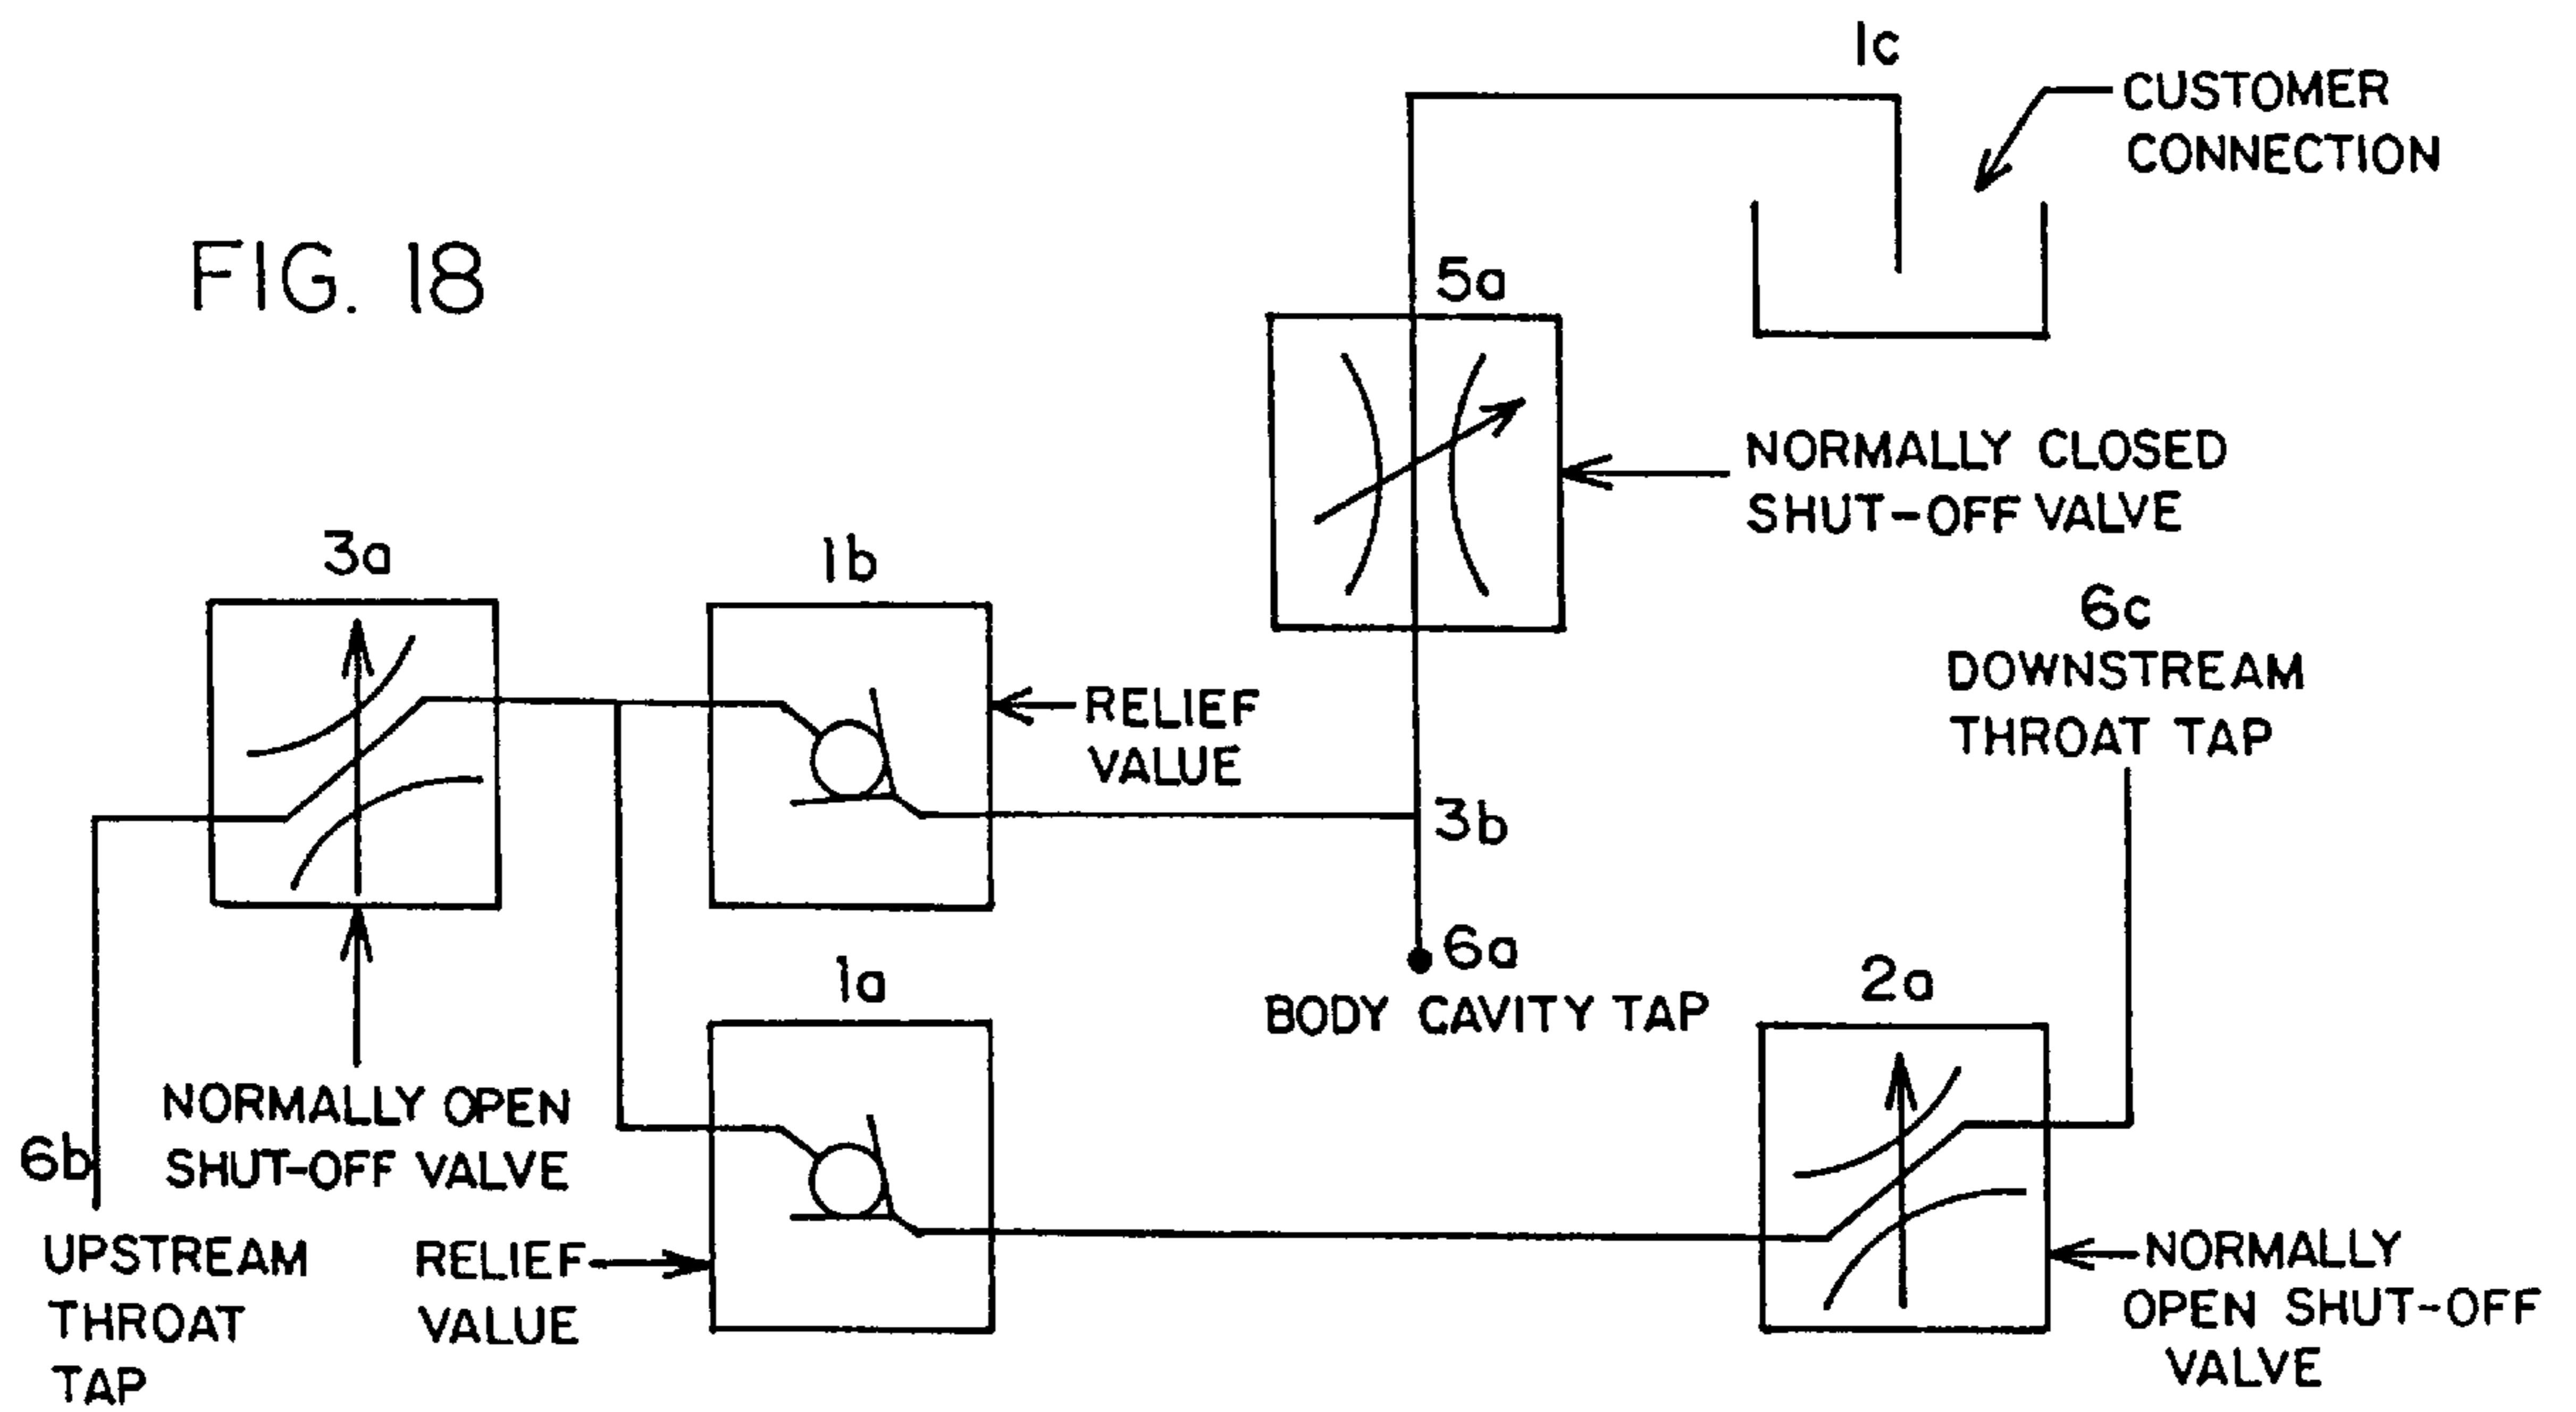 1c
CUSTOMER
CONNECTION
FIG. 18
5a
NORMALLY CLOSED
SHUT-OFF VALVE
3a
1b
6c
DOWNSTREAM
THROAT TAP
RELIEF
VALUE
3b
6a
BODY CAVITY TAP
1a
2a
NORMALLY OPEN
SHUT-OFF VALVE
6b
UPSTREAM
THROAT
TAP
RELIEF
VALUE
NORMALLY
OPEN SHUT-OFF
VALVE